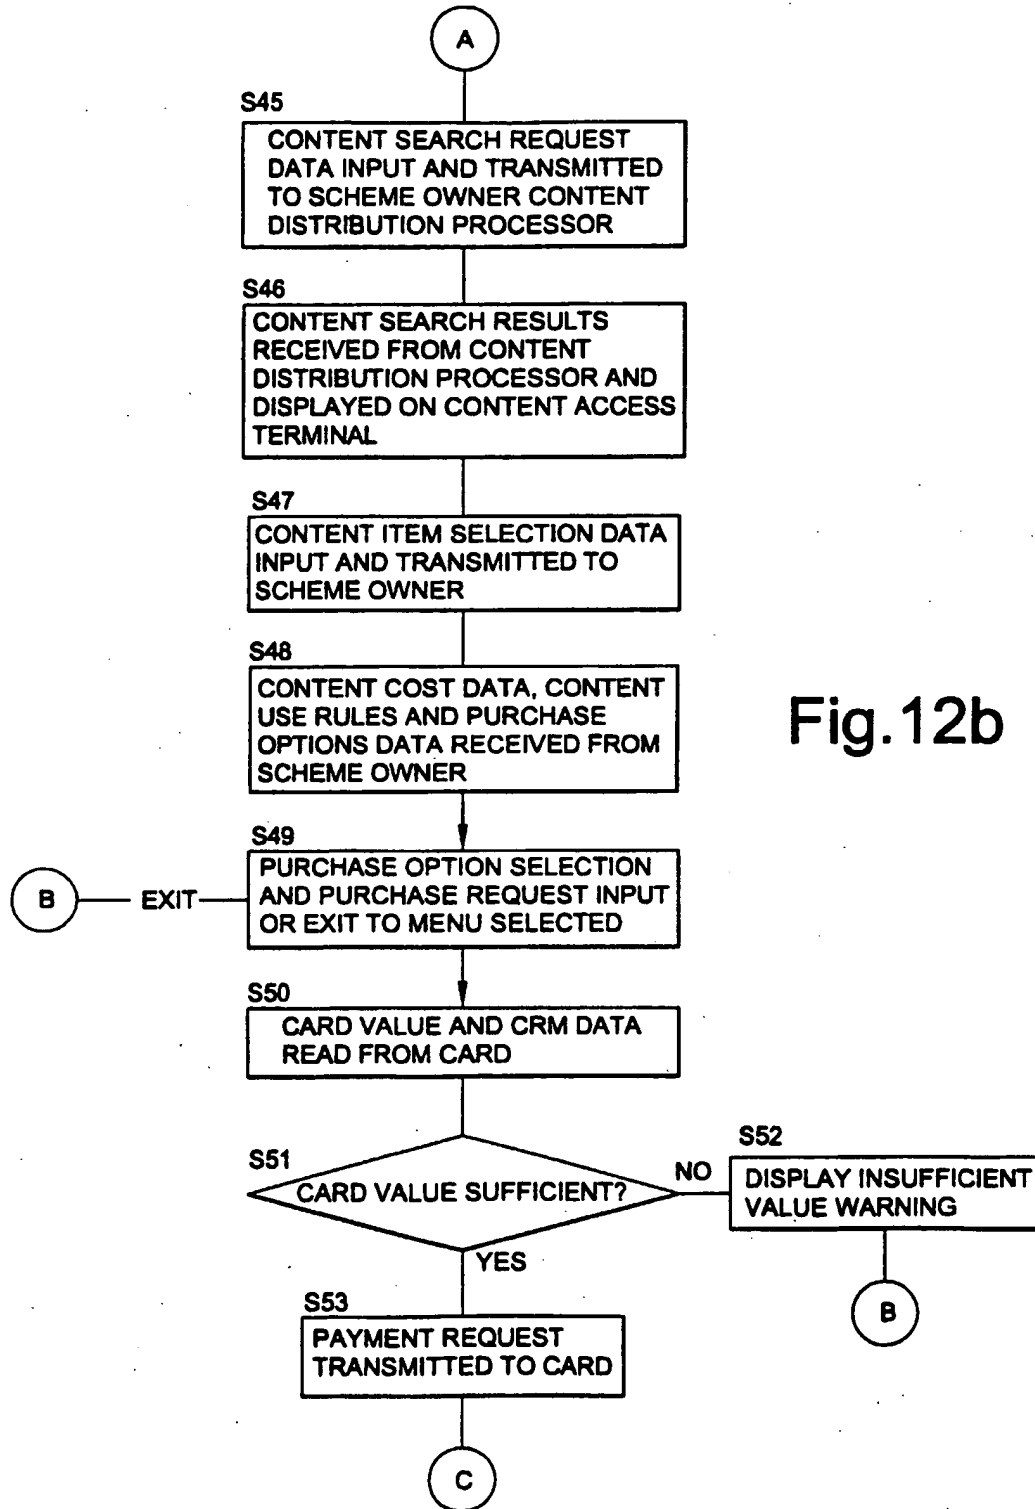 A
S45
CONTENT SEARCH REQUEST
DATA INPUT AND TRANSMITTED
TO SCHEME OWNER CONTENT
DISTRIBUTION PROCESSOR
S46
CONTENT SEARCH RESULTS
RECEIVED FROM CONTENT
DISTRIBUTION PROCESSOR AND
DISPLAYED ON CONTENT ACCESS
TERMINAL
S47
CONTENT ITEM SELECTION DATA
INPUT AND TRANSMITTED TO
SCHEME OWNER
S48
CONTENT COST DATA, CONTENT
USE RULES AND PURCHASE
OPTIONS DATA RECEIVED FROM
SCHEME OWNER
Fig.12b
S49
PURCHASE OPTION SELECTION
AND PURCHASE REQUEST INPUT
OR EXIT TO MENU SELECTED
B
EXIT
S50
CARD VALUE AND CRM DATA
READ FROM CARD
S51
CARD VALUE SUFFICIENT?
NO
S52
DISPLAY INSUFFICIENT
VALUE WARNING
B
YES
S53
PAYMENT REQUEST
TRANSMITTED TO CARD
C